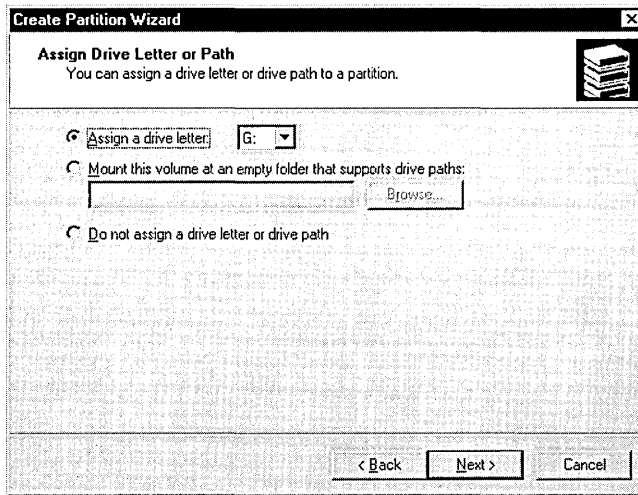 Create Partition Wizard
Assign Drive Letter or Path
You can assign a drive letter or drive path to a partition.
Assign a drive letter: G:
Mount this volume at an empty folder that supports drive paths:
Browse...
Do not assign a drive letter or drive path
< Back Next > Cancel